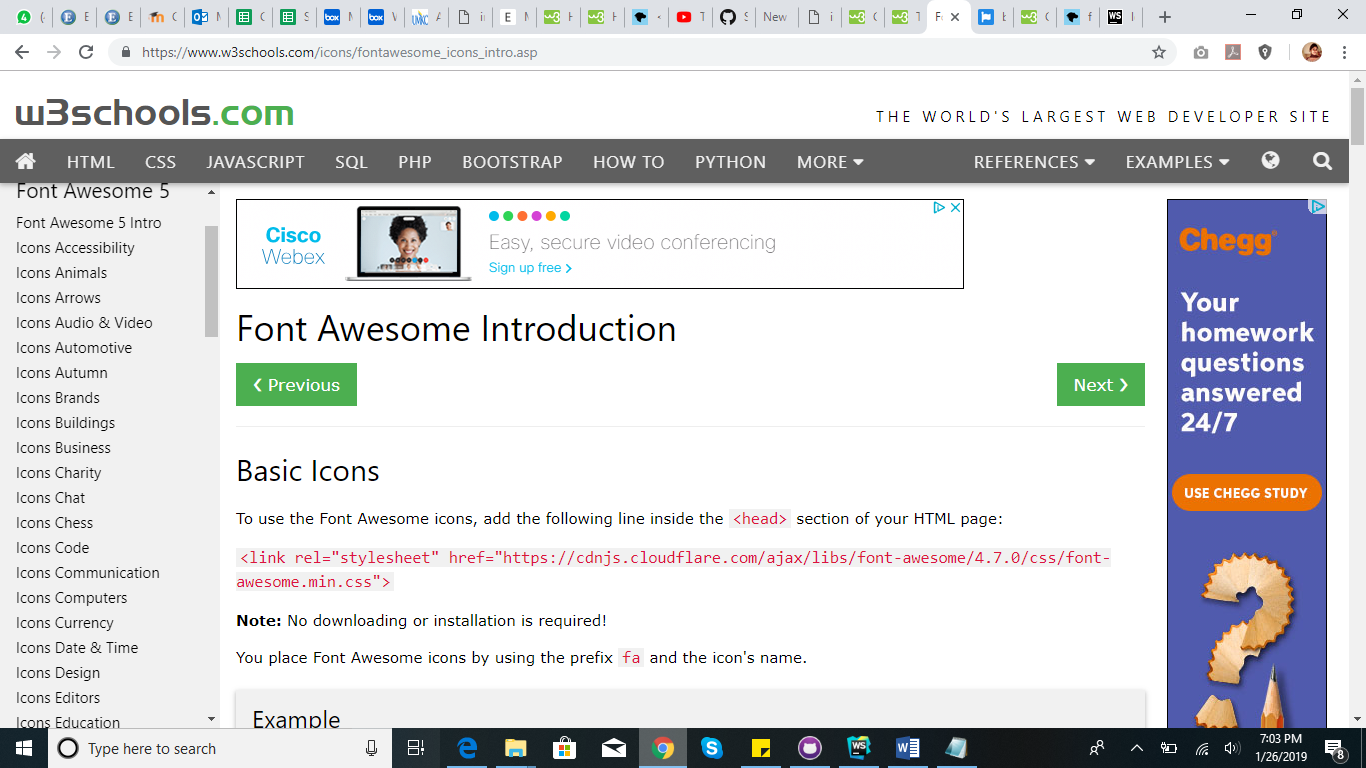 New
https://www.w3schools.com/icons/fontawesome_icons_intro.asp
w3schools.com
THE WORLD'S LARGEST WEB DEVELOPER SITE
HTML CSS JAVASCRIPT SQL PHP BOOTSTRAP HOW TO PYTHON MORE REFERENCES EXAMPLES
Font Awesome 5
Font Awesome 5 Intro
Icons Accessibility
Icons Animals
Icons Arrows
Icons Audio & Video
Icons Automotive
Icons Autumn
Icons Brands
Icons Buildings
Icons Business
Icons Charity
Icons Chat
Icons Chess
Icons Code
Icons Communication
Icons Computers
Icons Currency
Icons Date & Time
Icons Design
Icons Editors
Icons Education
Cisco
Webex
Easy, secure video conferencing
Sign up free >
Font Awesome Introduction
❮ Previous
Next ❯
Basic Icons
To use the Font Awesome icons, add the following line inside the <head> section of your HTML page:
<link rel="stylesheet" href="https://cdnjs.cloudflare.com/ajax/libs/font-awesome/4.7.0/css/font-
awesome.min.css">
Note: No downloading or installation is required!
You place Font Awesome icons by using the prefix fa and the icon's name.
Example
Chegg
Your
homework
questions
answered
24/7
USE CHEGG STUDY
Type here to search
7:03 PM
1/26/2019
8